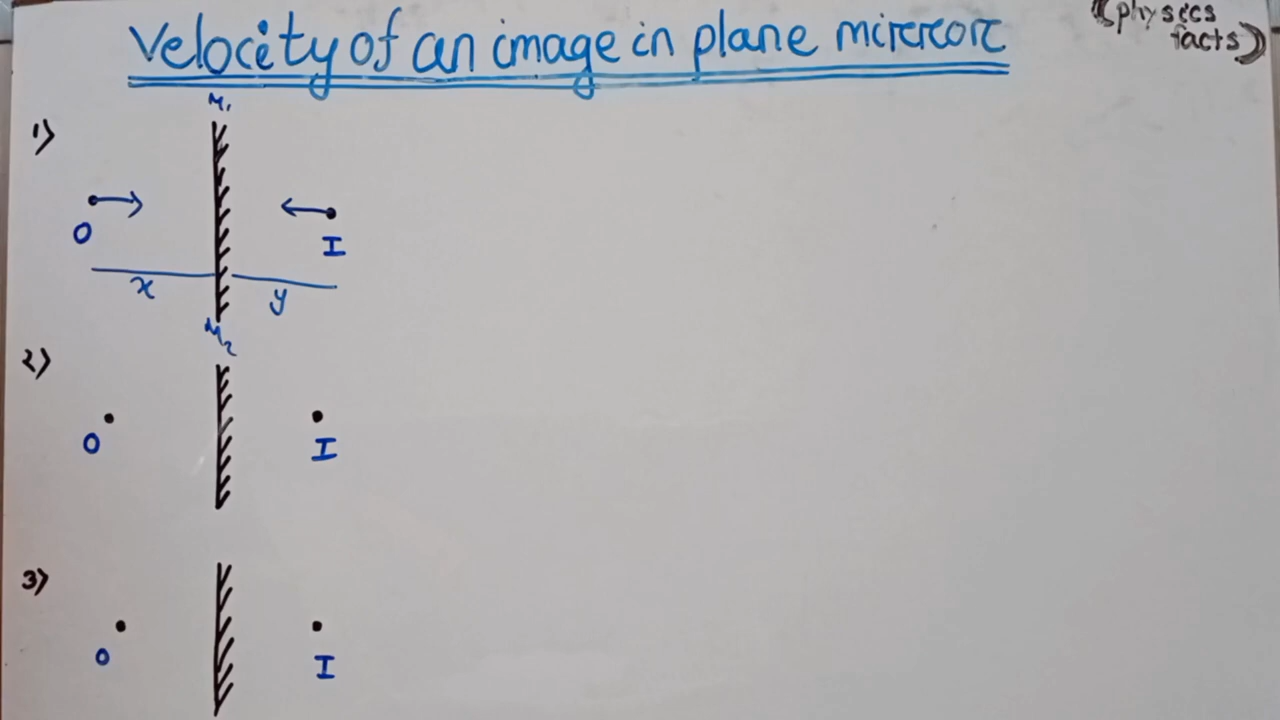 Velocity of an image in plane mirror
(physics
facts)
M₁
1)
O
I
x
y
M₂
2)
O
I
3)
O
I